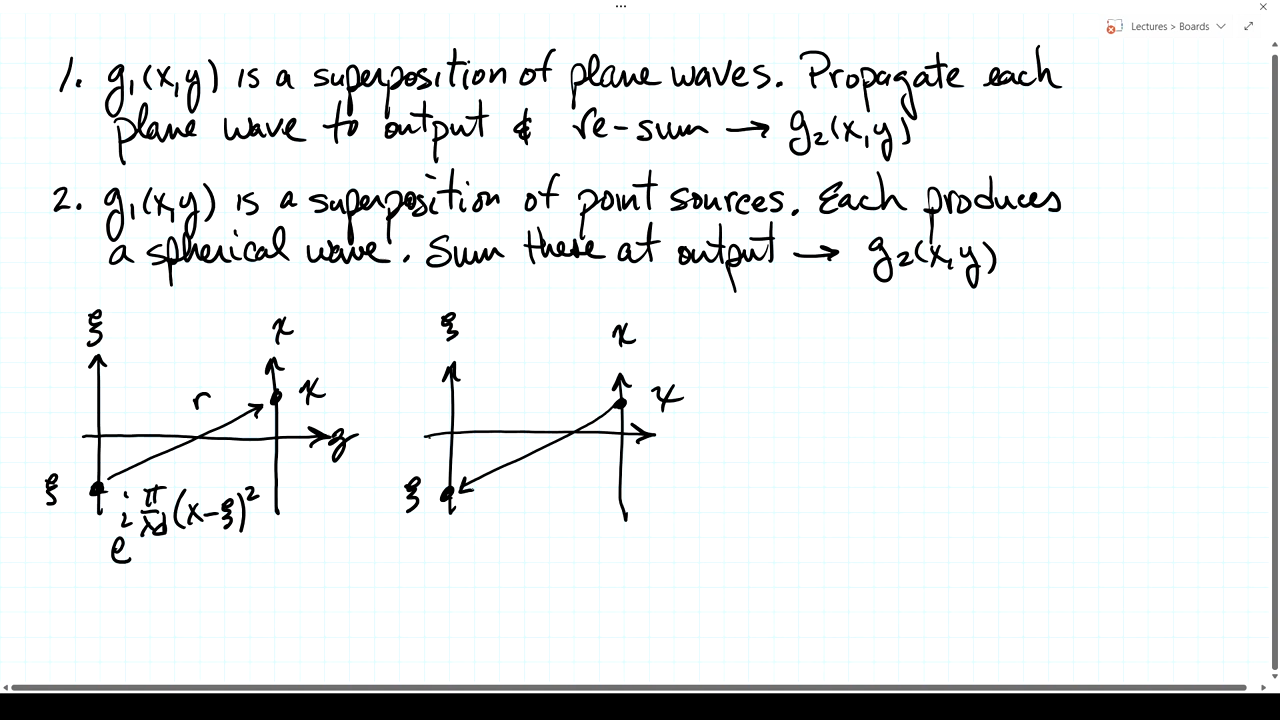 Lectures > Boards
1. g₁(x,y) is a superposition of plane waves. Propagate each
plane wave to output & re-sum → g₂(x,y)
2. g₁(x,y) is a superposition of point sources. Each produces
a spherical wave. Sum these at output → g₂(x,y)
ξ x ξ x
r x x
ξ ξ
e^{i π/λd (x-ξ)²}